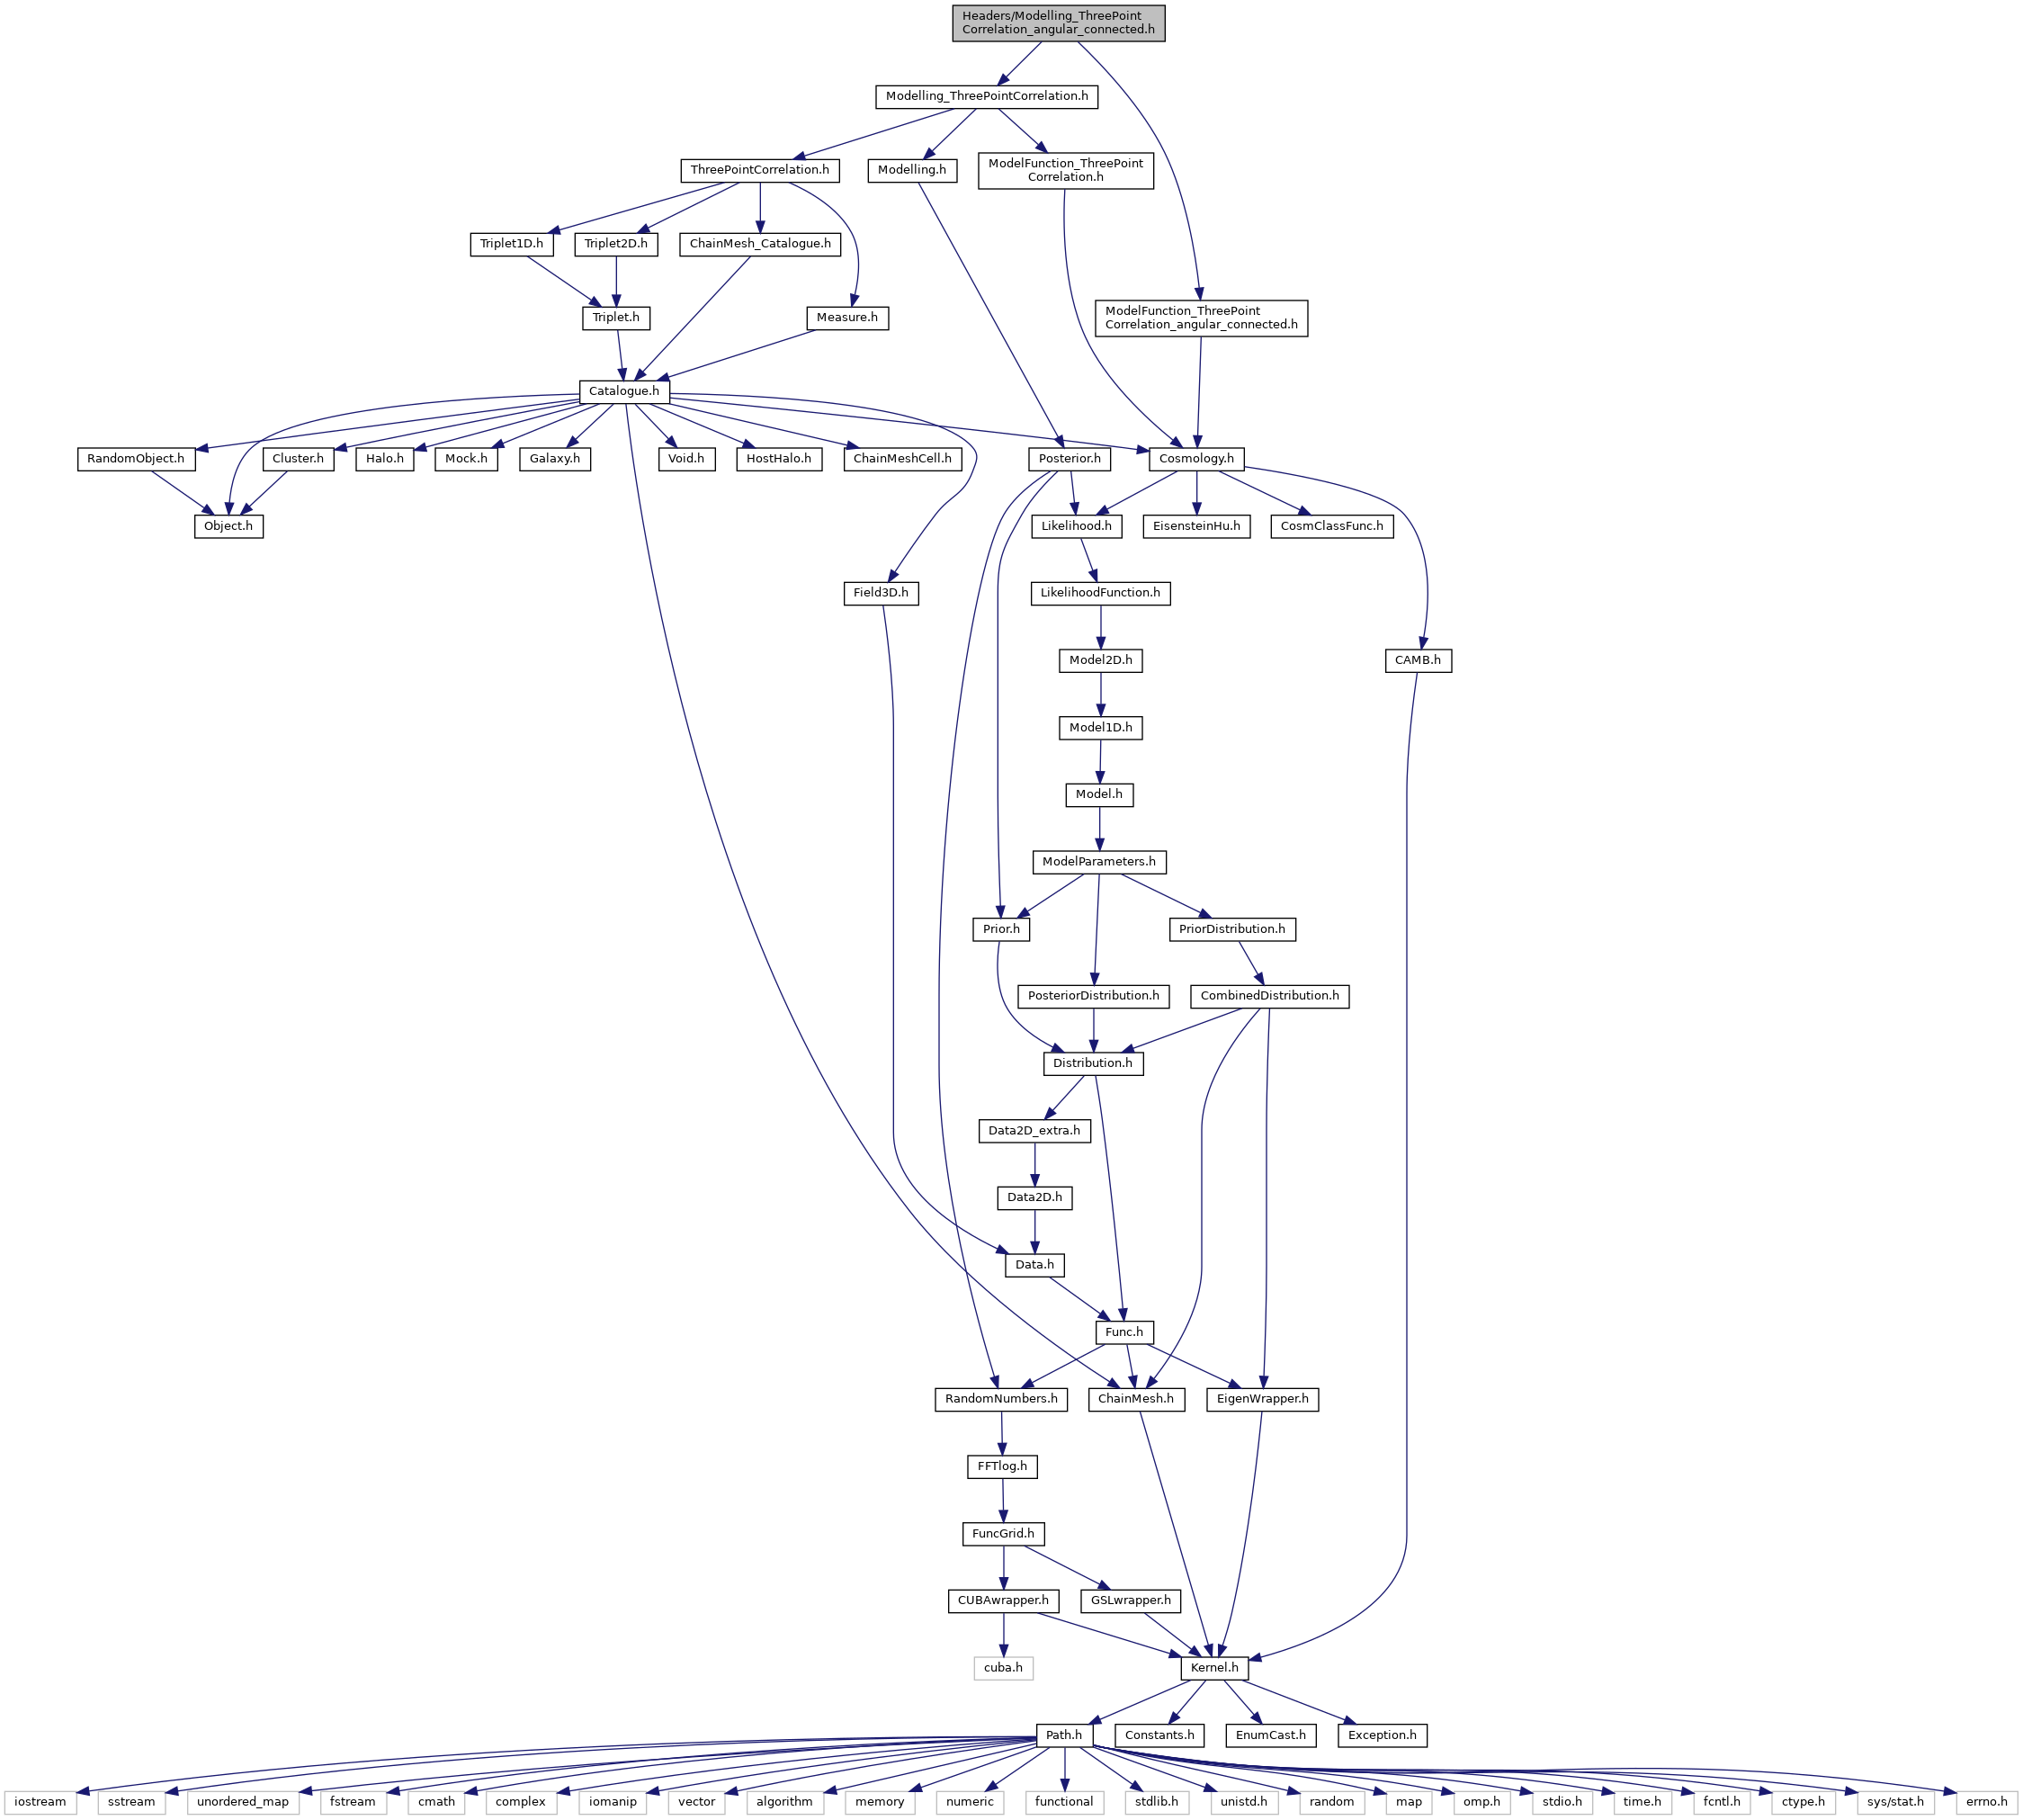 Headers/Modelling_ThreePoint
Correlation_angular_connected.h
Modelling_ThreePointCorrelation.h
ThreePointCorrelation.h
Modelling.h
ModelFunction_ThreePoint
Correlation.h
Triplet1D.h
Triplet2D.h
ChainMesh_Catalogue.h
Triplet.h
Measure.h
ModelFunction_ThreePoint
Correlation_angular_connected.h
Catalogue.h
RandomObject.h
Cluster.h
Halo.h
Mock.h
Galaxy.h
Void.h
HostHalo.h
ChainMeshCell.h
Posterior.h
Cosmology.h
Object.h
Likelihood.h
EisensteinHu.h
CosmClassFunc.h
Field3D.h
LikelihoodFunction.h
Model2D.h
CAMB.h
Model1D.h
Model.h
ModelParameters.h
Prior.h
PriorDistribution.h
PosteriorDistribution.h
CombinedDistribution.h
Distribution.h
Data2D_extra.h
Data2D.h
Data.h
Func.h
RandomNumbers.h
ChainMesh.h
EigenWrapper.h
FFTlog.h
FuncGrid.h
CUBAwrapper.h
GSLwrapper.h
cuba.h
Kernel.h
Path.h
Constants.h
EnumCast.h
Exception.h
iostream
sstream
unordered_map
fstream
cmath
complex
iomanip
vector
algorithm
memory
numeric
functional
stdlib.h
unistd.h
random
map
omp.h
stdio.h
time.h
fcntl.h
ctype.h
sys/stat.h
errno.h